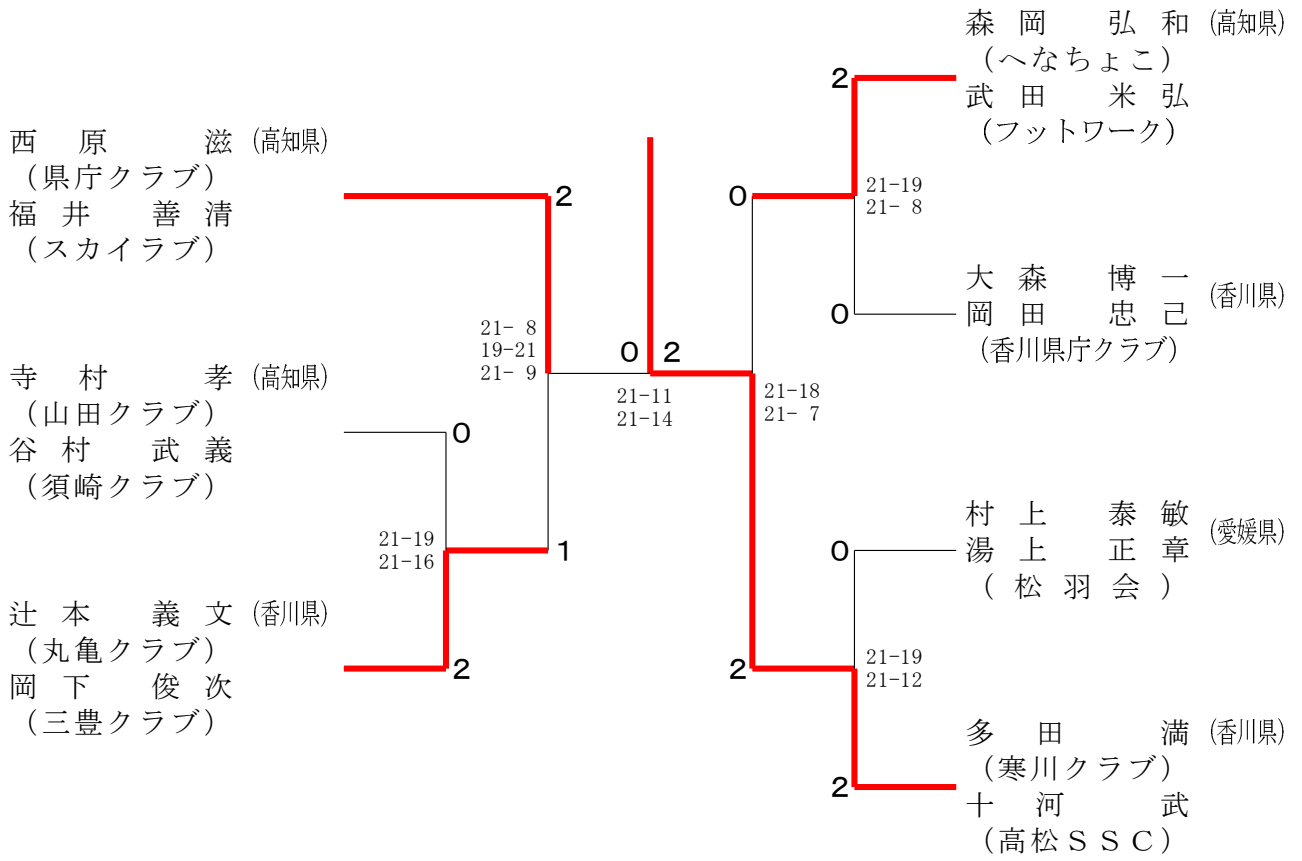 西原 滋 (高知県)
(県庁クラブ)
福井 善清
(スカイラブ)
寺村 孝 (高知県)
(山田クラブ)
谷村 武義
(須崎クラブ)
辻本 義文 (香川県)
(丸亀クラブ)
岡下 俊次
(三豊クラブ)
2
21- 8
19-21
21- 9
0
21-19
21-16
1
2
0 2
21-11
21-14
2
0
21-19
21- 8
0
21-18
21- 7
0
2
21-19
21-12
2
森岡 弘和 (高知県)
(へなちょこ)
武田 米弘
(フットワーク)
大森 博一
岡田 忠己 (香川県)
(香川県庁クラブ)
村上 泰敏
湯上 正章 (愛媛県)
(松羽会)
多田 満 (香川県)
(寒川クラブ)
十河 武
(高松SSC)